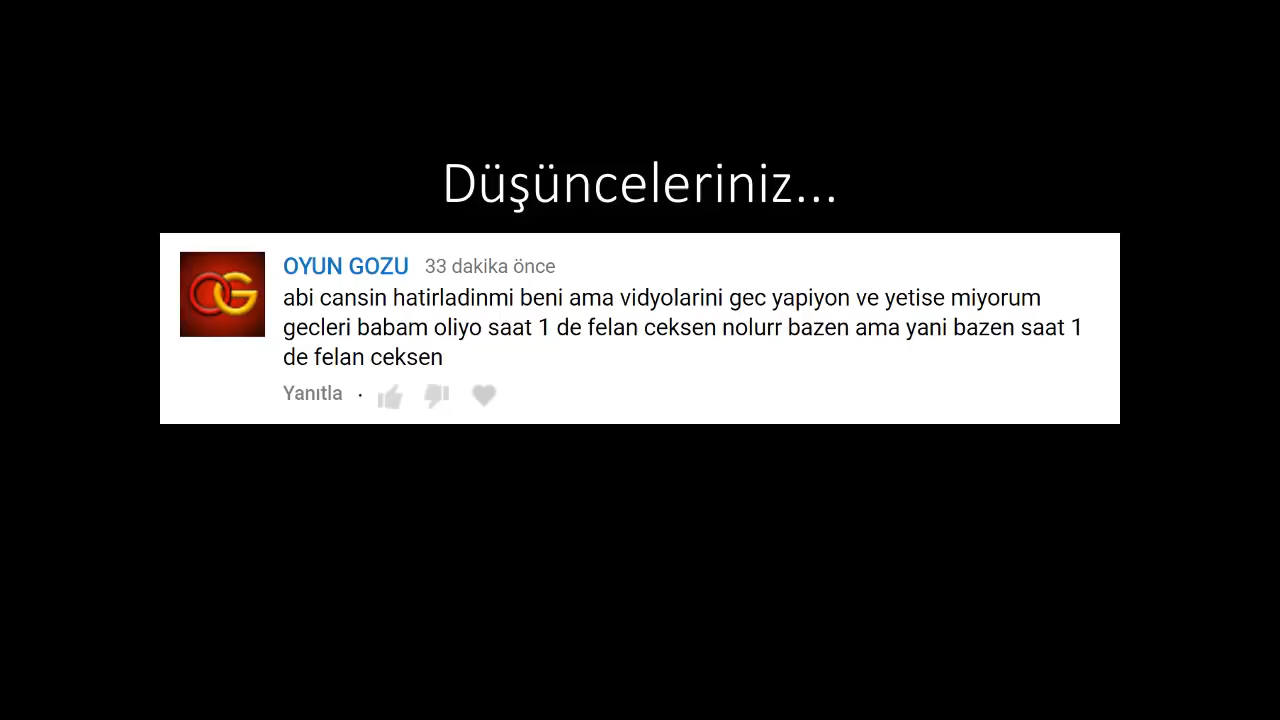 Düşünceleriniz...
OYUN GOZU 33 dakika önce
abi cansin hatirladinmi beni ama vidyolarini gec yapiyon ve yetise miyorum
gecleri babam oliyo saat 1 de felan ceksen nolurr bazen ama yani bazen saat 1
de felan ceksen
Yanıtla ·